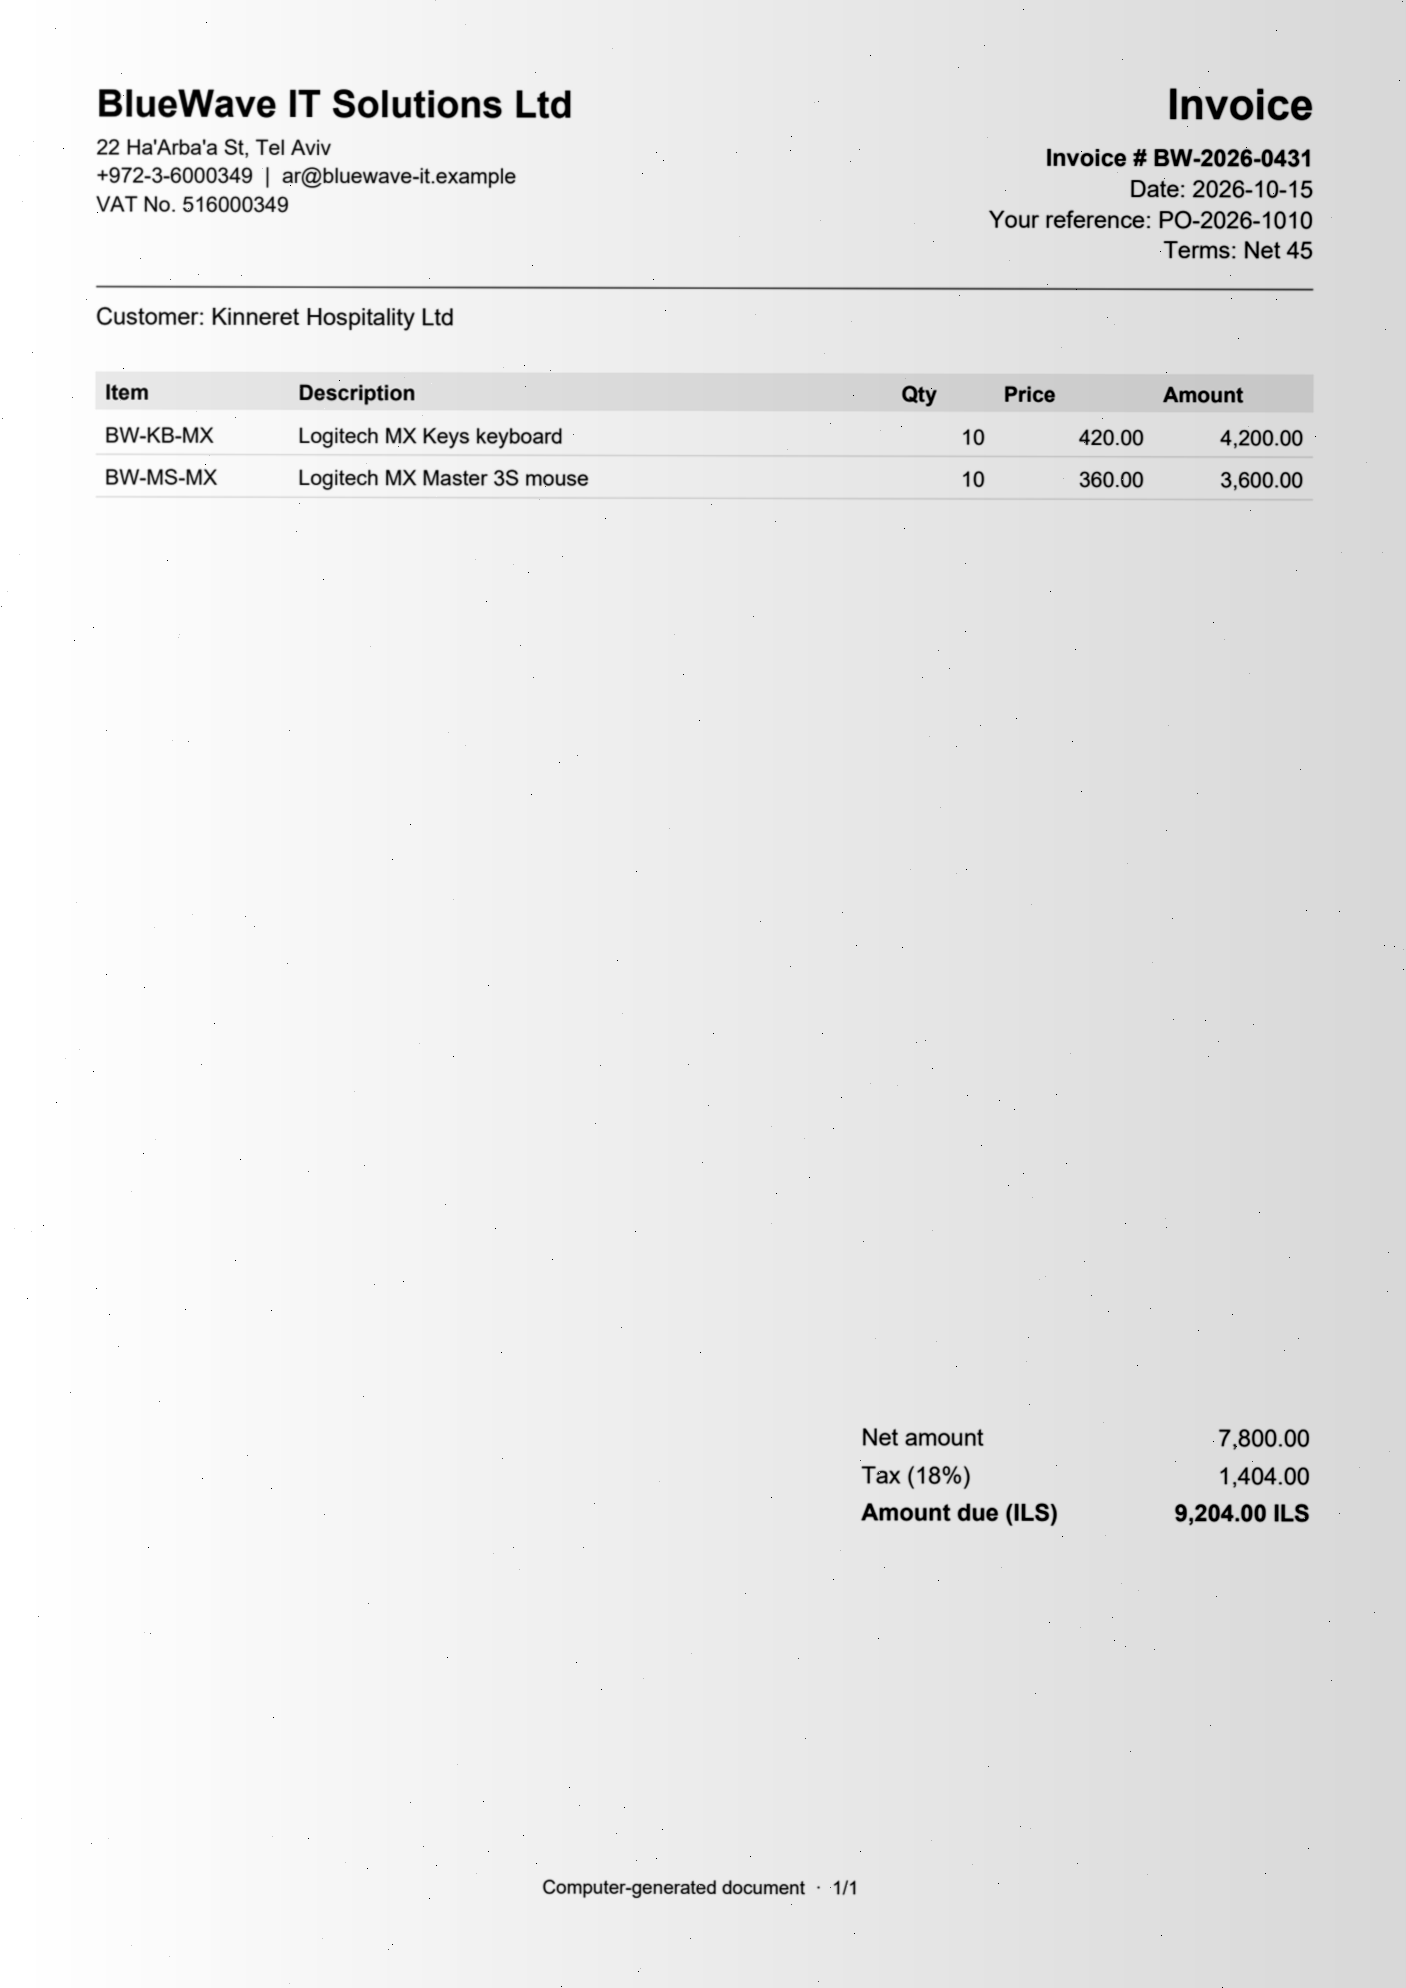 BlueWave IT Solutions Ltd
22 Ha'Arba'a St, Tel Aviv
+972-3-6000349 | ar@bluewave-it.example
VAT No. 516000349
Invoice
Invoice # BW-2026-0431
Date: 2026-10-15
Your reference: PO-2026-1010
Terms: Net 45
Customer: Kinneret Hospitality Ltd
Item Description Qty Price Amount
BW-KB-MX Logitech MX Keys keyboard 10 420.00 4,200.00
BW-MS-MX Logitech MX Master 3S mouse 10 360.00 3,600.00
Net amount 7,800.00
Tax (18%) 1,404.00
Amount due (ILS) 9,204.00 ILS
Computer-generated document · 1/1